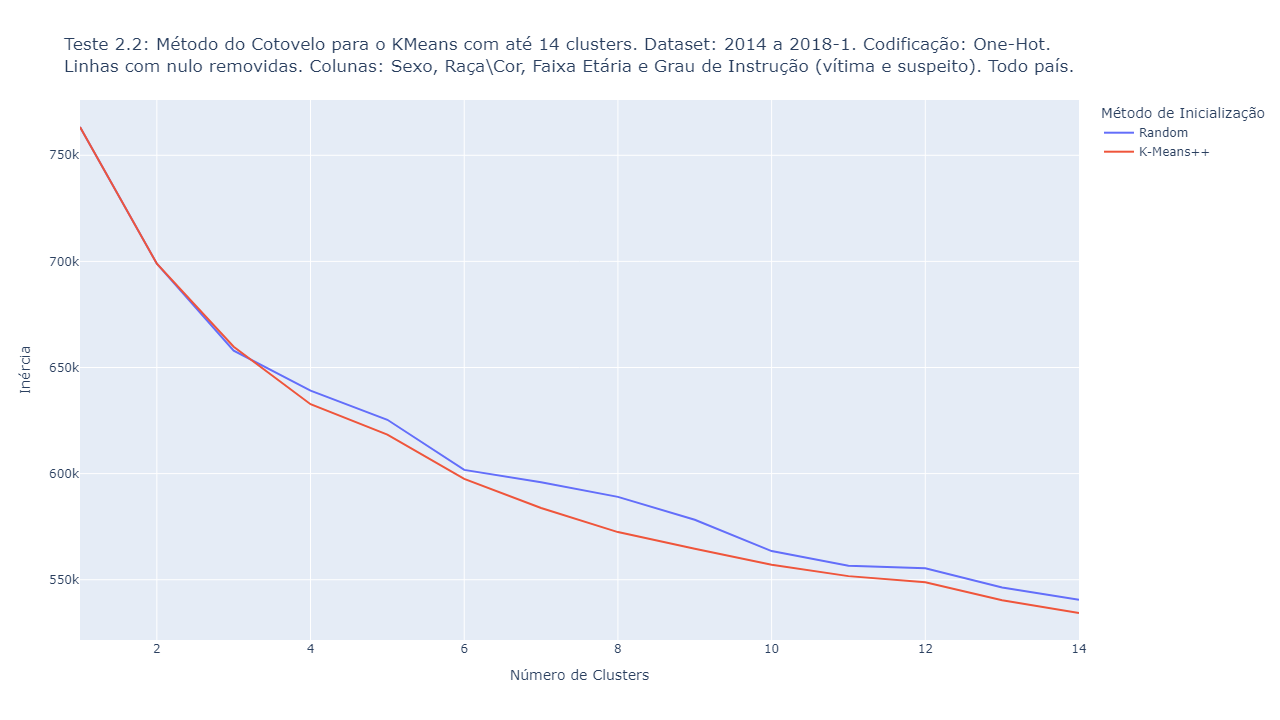 Teste 2.2: Método do Cotovelo para o KMeans com até 14 clusters. Dataset: 2014 a 2018-1. Codificação: One-Hot.
Linhas com nulo removidas. Colunas: Sexo, Raça\Cor, Faixa Etária e Grau de Instrução (vítima e suspeito). Todo país.
Método de Inicialização
Random
K-Means++
750k
700k
650k
600k
550k
Inércia
2
4
6
8
10
12
14
Número de Clusters